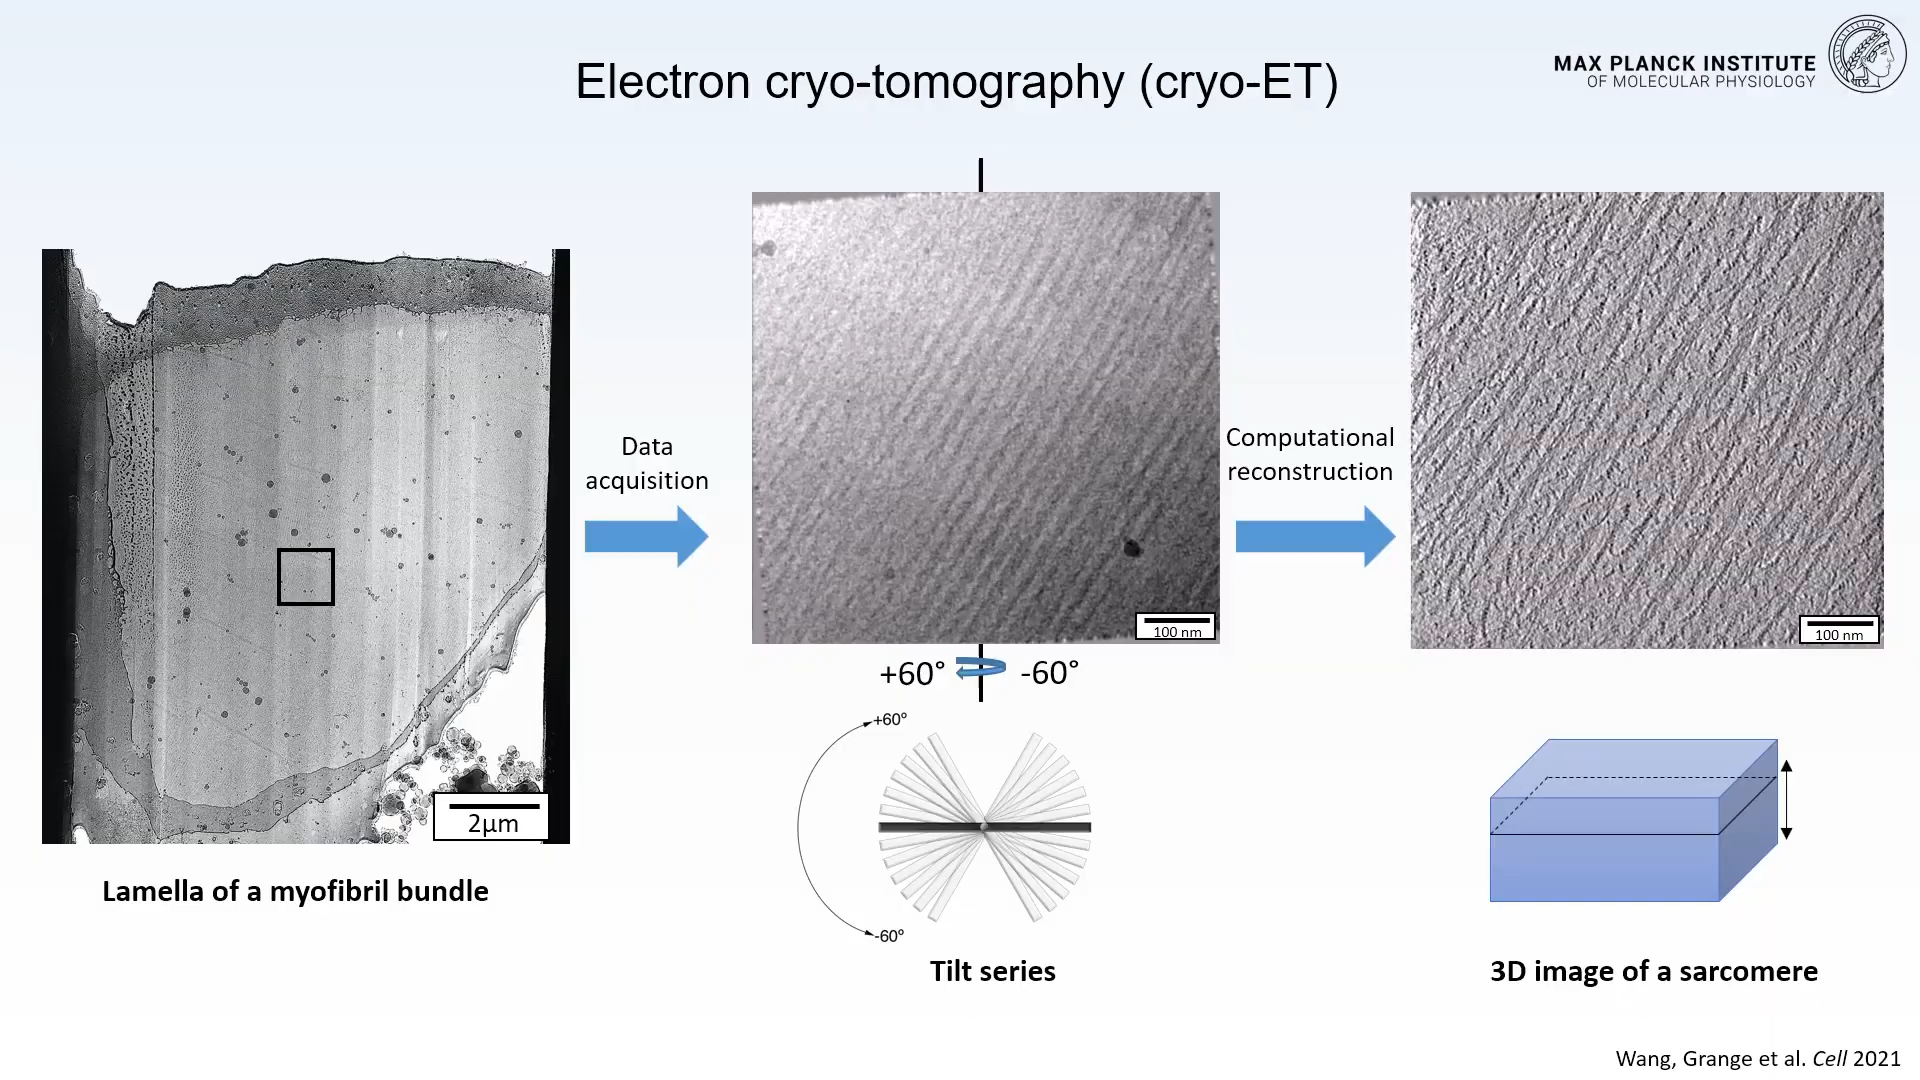 Electron cryo-tomography (cryo-ET)
MAX PLANCK INSTITUTE
OF MOLECULAR PHYSIOLOGY
Data
acquisition
Computational
reconstruction
2µm
100 nm
100 nm
+60° -60°
+60°
-60°
Lamella of a myofibril bundle
Tilt series
3D image of a sarcomere
Wang, Grange et al. Cell 2021